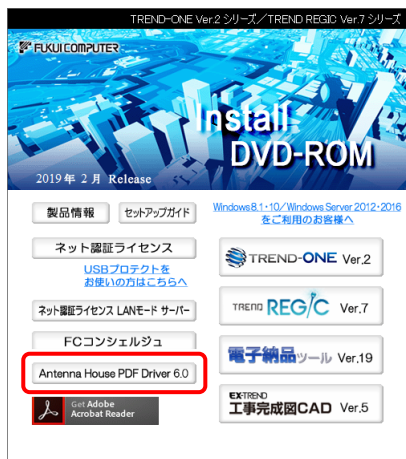 TREND-ONE Ver.2 シリーズ／TREND REGIC Ver.7 シリーズ
FUKUI COMPUTER
Install
DVD-ROM
2019年 2月 Release
製品情報
セットアップガイド
Windows8.1・10／Windows Server 2012・2016
をご利用のお客様へ
ネット認証ライセンス
USBプロテクトを
お使いの方はこちらへ
TREND-ONE Ver.2
ネット認証ライセンス LANモード サーバー
TREND REGIC Ver.7
FCコンシェルジュ
電子納品ツール Ver.19
Antenna House PDF Driver 6.0
Get Adobe
Acrobat Reader
EX-TREND
工事完成図CAD Ver.5